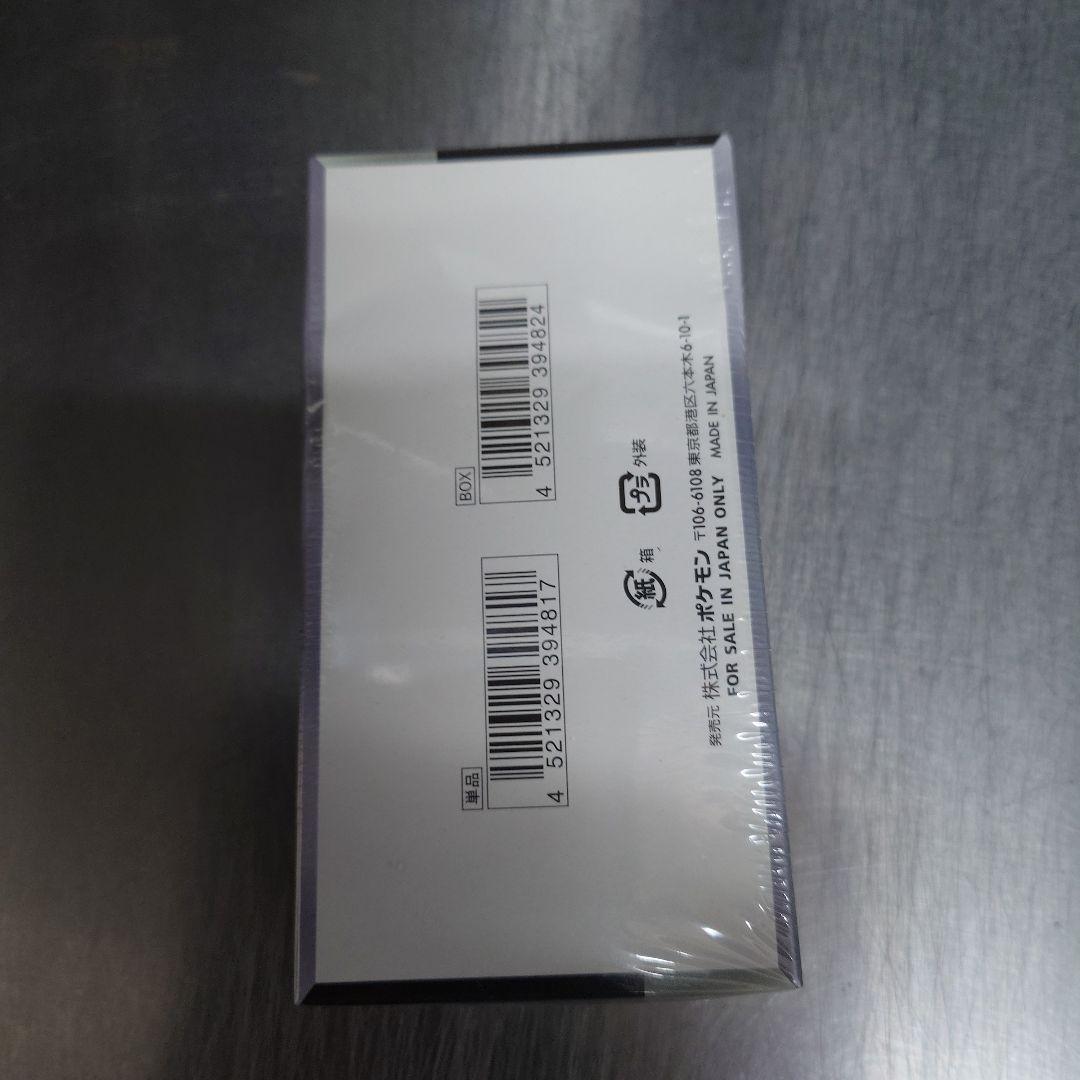 単品
4 521329 394817
BOX
4 521329 394824
紙 箱
プラ 外装
発売元 株式会社ポケモン 〒106-6108 東京都港区六本木6-10-1
FOR SALE IN JAPAN ONLY MADE IN JAPAN